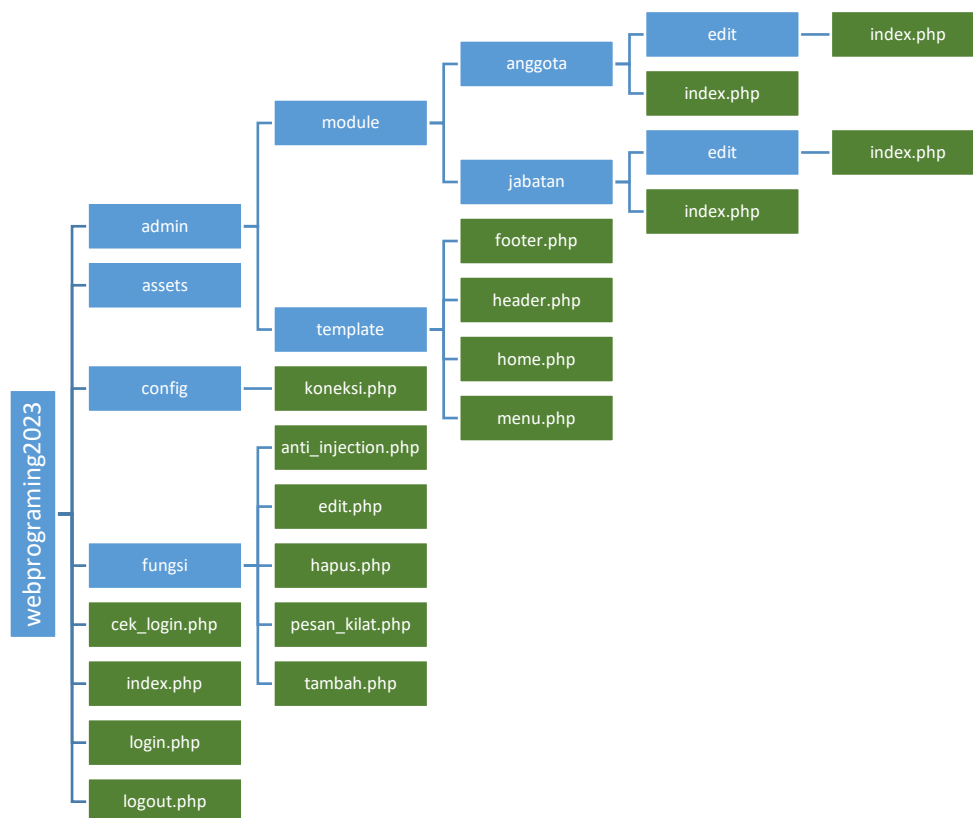 webprograming2023
admin
module
anggota
edit
index.php
index.php
jabatan
edit
index.php
index.php
template
footer.php
header.php
home.php
menu.php
assets
config
koneksi.php
fungsi
anti_injection.php
edit.php
hapus.php
pesan_kilat.php
tambah.php
cek_login.php
index.php
login.php
logout.php